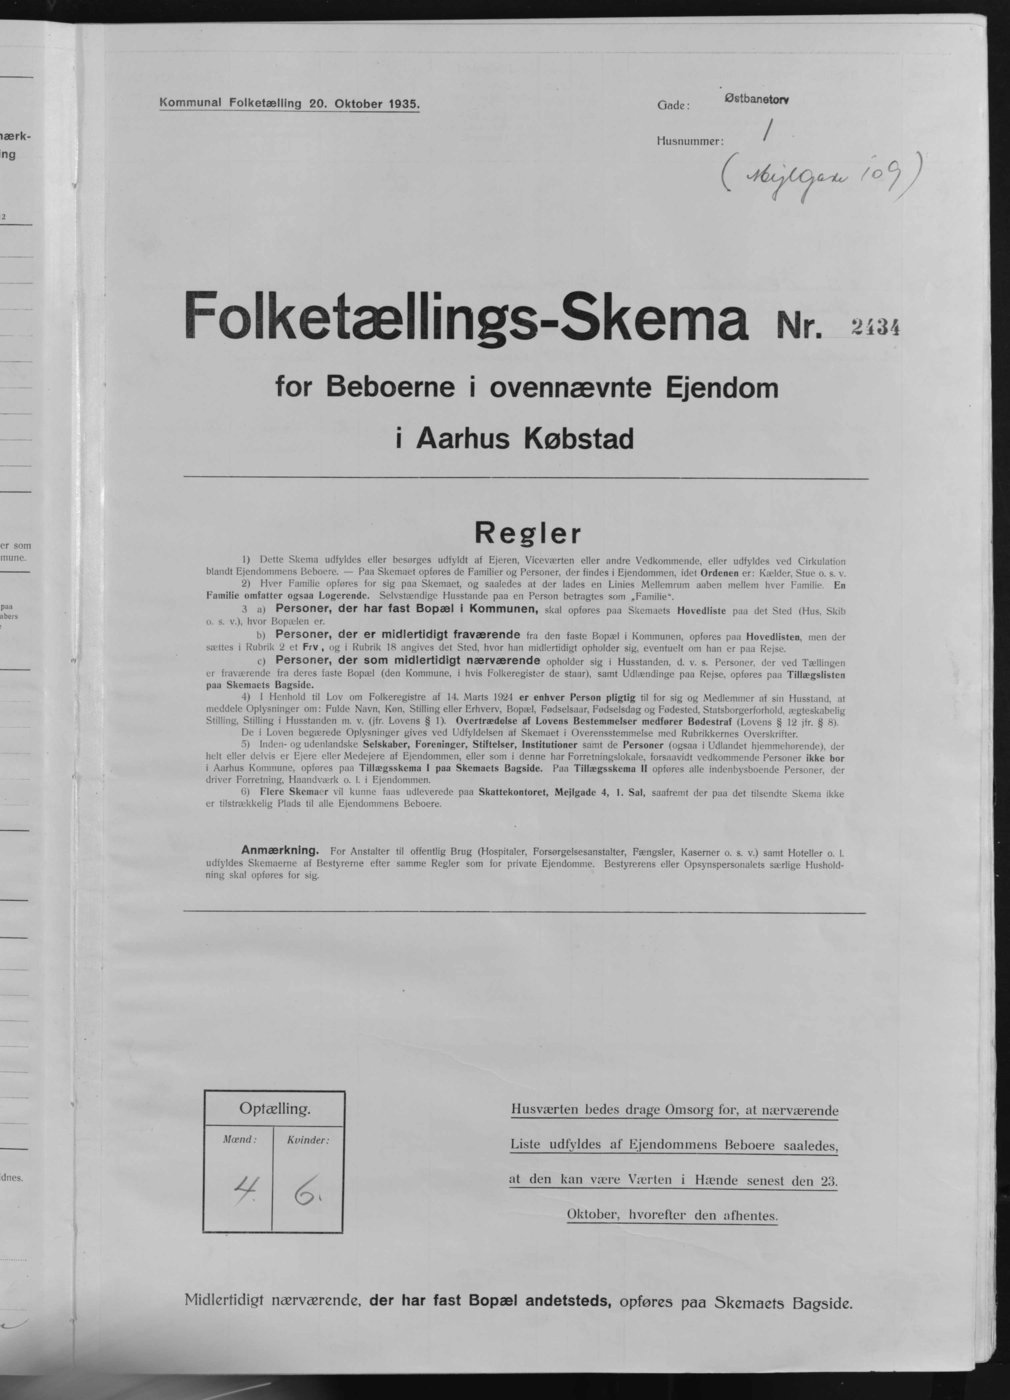 Kommunal Folketælling 20. Oktober 1935.
Gade: Østbanetorv
Husnummer: 1
(Mejlgade 109)
Folketællings-Skema Nr. 2434
for Beboerne i ovennævnte Ejendom
i Aarhus Købstad
Regler
1) Dette Skema udfyldes eller besørges udfyldt af Ejeren, Viceværten eller andre Vedkommende, eller udfyldes ved Cirkulation
blandt Ejendommens Beboere. — Paa Skemaet opføres de Familier og Personer, der findes i Ejendommen, idet Ordenen er: Kælder, Stue o. s. v.
2) Hver Familie opføres for sig paa Skemaet, og saaledes at der lades en Linies Mellemrum aaben mellem hver Familie. En
Familie omfatter ogsaa Logerende. Selvstændige Husstande paa en Person betragtes som „Familie“.
3 a) Personer, der har fast Bopæl i Kommunen, skal opføres paa Skemaets Hovedliste paa det Sted (Hus, Skib
o. s. v.), hvor Bopælen er.
b) Personer, der er midlertidigt fraværende fra den faste Bopæl i Kommunen, opføres paa Hovedlisten, men der
sættes i Rubrik 2 et Frv, og i Rubrik 18 angives det Sted, hvor han midlertidigt opholder sig, eventuelt om han er paa Rejse.
c) Personer, der som midlertidigt nærværende opholder sig i Husstanden, d. v. s. Personer, der ved Tællingen
er fraværende fra deres faste Bopæl (den Kommune, i hvis Folkeregister de staar), samt Udlændinge paa Rejse, opføres paa Tillægslisten
paa Skemaets Bagside.
4) I Henhold til Lov om Folkeregistre af 14. Marts 1924 er enhver Person pligtig til for sig og Medlemmer af sin Husstand, at
meddele Oplysninger om: Fulde Navn, Køn, Stilling eller Erhverv, Bopæl, Fødselsaar, Fødselsdag og Fødested, Statsborgerforhold, ægteskabelig
Stilling, Stilling i Husstanden m. v. (jfr. Lovens § 1). Overtrædelse af Lovens Bestemmelser medfører Bødestraf (Lovens § 12 jfr. § 8).
De i Loven begærede Oplysninger gives ved Udfyldelsen af Skemaet i Overensstemmelse med Rubrikkernes Overskrifter.
5) Inden- og udenlandske Selskaber, Foreninger, Stiftelser, Institutioner samt de Personer (ogsaa i Udlandet hjemmehørende), der
helt eller delvis er Ejere eller Medejere af Ejendommen, eller som i denne har Forretningslokale, forsaavidt vedkommende Personer ikke bor
i Aarhus Kommune, opføres paa Tillægsskema I paa Skemaets Bagside. Paa Tillægsskema II opføres alle indenbysboende Personer, der
driver Forretning, Haandværk o. l. i Ejendommen.
6) Flere Skemaer vil kunne faas udleverede paa Skattekontoret, Mejlgade 4, 1. Sal, saafremt der paa det tilsendte Skema ikke
er tilstrækkelig Plads til alle Ejendommens Beboere.
Anmærkning. For Anstalter til offentlig Brug (Hospitaler, Forsørgelsesanstalter, Fængsler, Kaserner o. s. v.) samt Hoteller o. l.
udfyldes Skemaerne af Bestyrerne efter samme Regler som for private Ejendomme. Bestyrerens eller Opsynspersonalets særlige Hushold-
ning skal opføres for sig.
Optælling.
Mænd: Kvinder:
4. 6.
Husværten bedes drage Omsorg for, at nærværende
Liste udfyldes af Ejendommens Beboere saaledes,
at den kan være Værten i Hænde senest den 23.
Oktober, hvorefter den afhentes.
Midlertidigt nærværende, der har fast Bopæl andetsteds, opføres paa Skemaets Bagside.